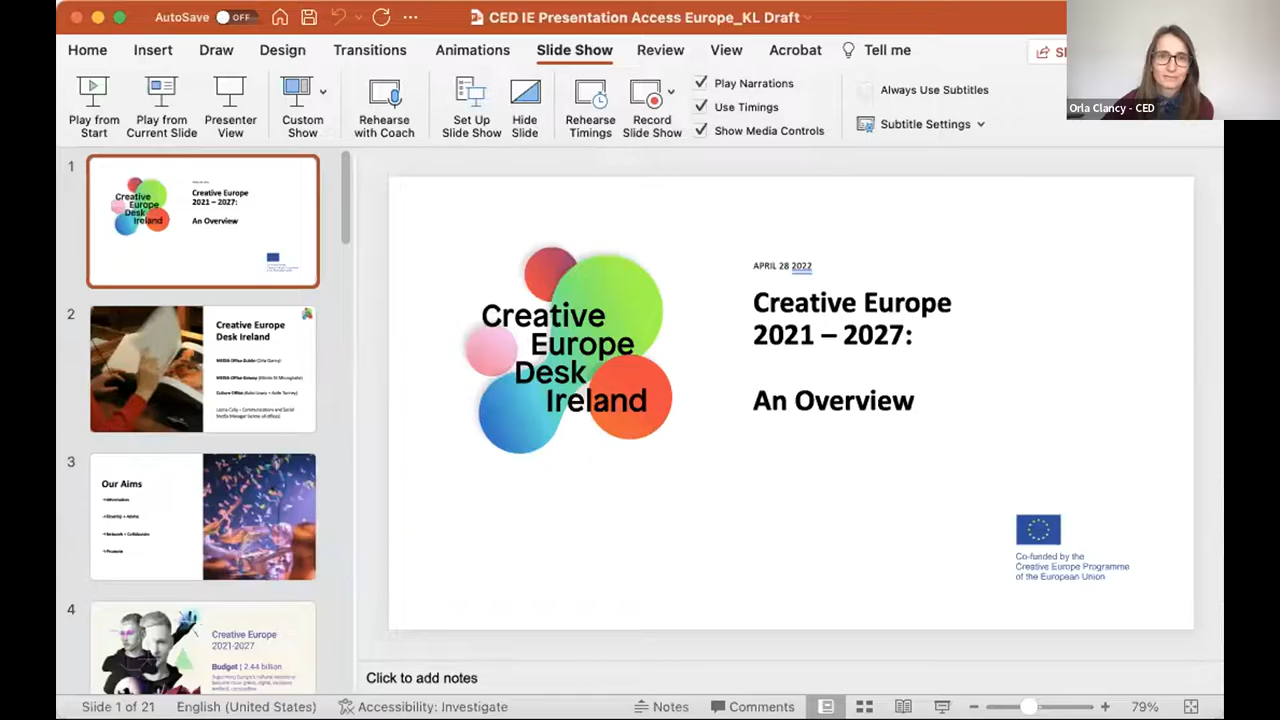 AutoSave
OFF
CED IE Presentation Access Europe_KL Draft
Home
Insert
Draw
Design
Transitions
Animations
Slide Show
Review
View
Acrobat
Tell me
Play from
Start
Play from
Current Slide
Presenter
View
Custom
Show
Rehearse
with Coach
Set Up
Slide Show
Hide
Slide
Rehearse
Timings
Record
Slide Show
Play Narrations
Use Timings
Show Media Controls
Always Use Subtitles
Subtitle Settings
Orla Clancy - CED
1
Creative
Europe
Desk
Ireland
Creative Europe
2021 – 2027:
An Overview
2
Creative Europe
Desk Ireland
3
Our Aims
4
Creative Europe
2021-2027
Budget | 2.44 billion
Creative
Europe
Desk
Ireland
APRIL 28 2022
Creative Europe
2021 – 2027:
An Overview
Co-funded by the
Creative Europe Programme
of the European Union
Click to add notes
Slide 1 of 21
English (United States)
Accessibility: Investigate
Notes
Comments
79%